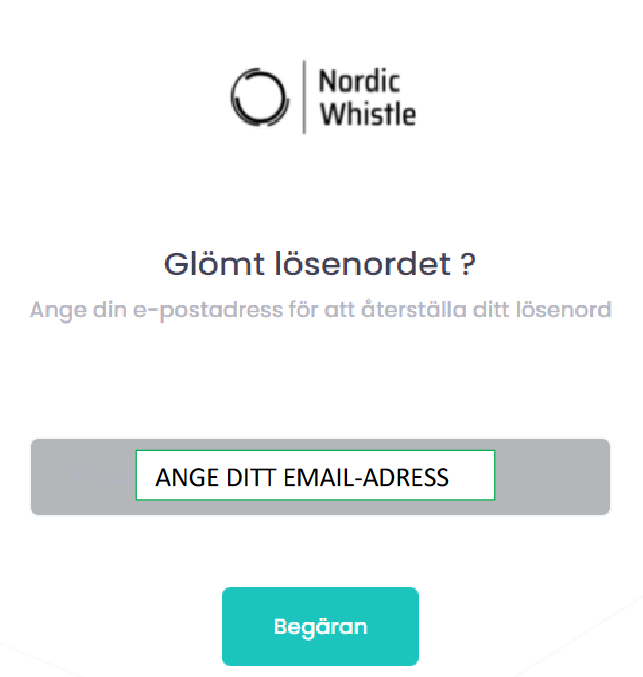 Nordic
Whistle
Glömt lösenordet ?
Ange din e-postadress för att återställa ditt lösenord
ANGE DITT EMAIL-ADRESS
Begäran